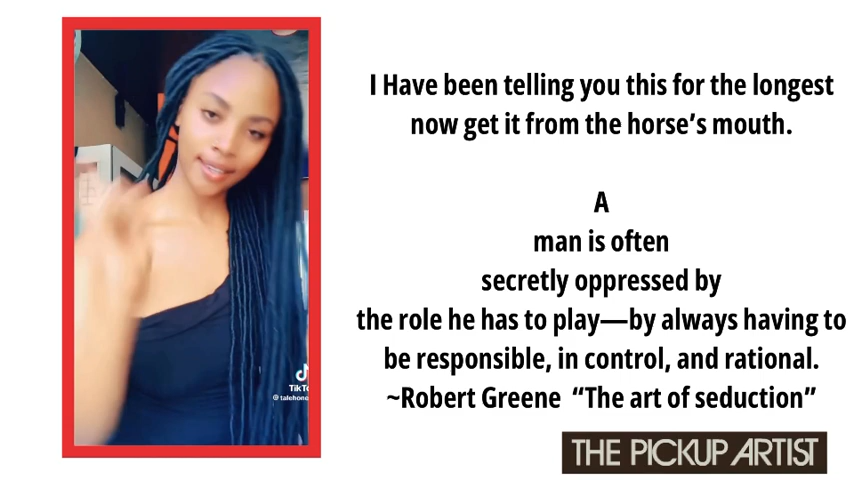 I Have been telling you this for the longest
now get it from the horse’s mouth.
A
man is often
secretly oppressed by
the role he has to play—by always having to
be responsible, in control, and rational.
~Robert Greene “The art of seduction”
THE PICKUP ARTIST
TikTo
@talehone